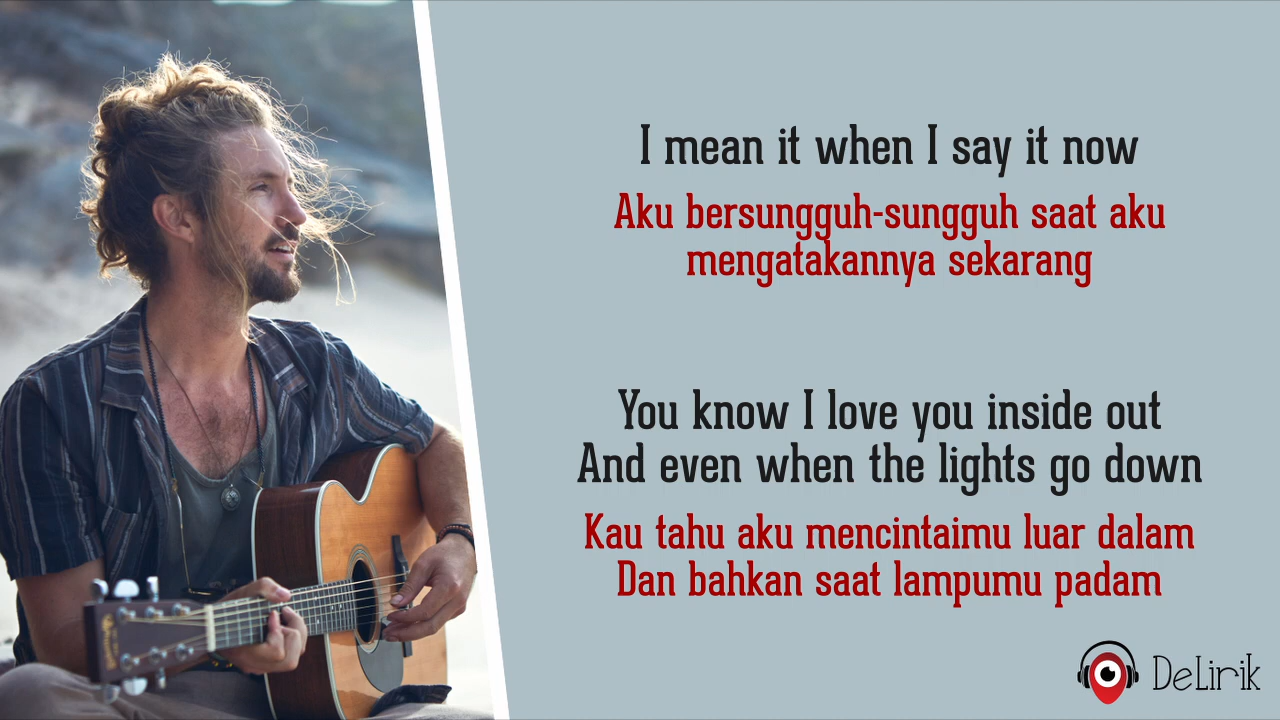 I mean it when I say it now
Aku bersungguh-sungguh saat aku
mengatakannya sekarang
You know I love you inside out
And even when the lights go down
Kau tahu aku mencintaimu luar dalam
Dan bahkan saat lampumu padam
DeLirik